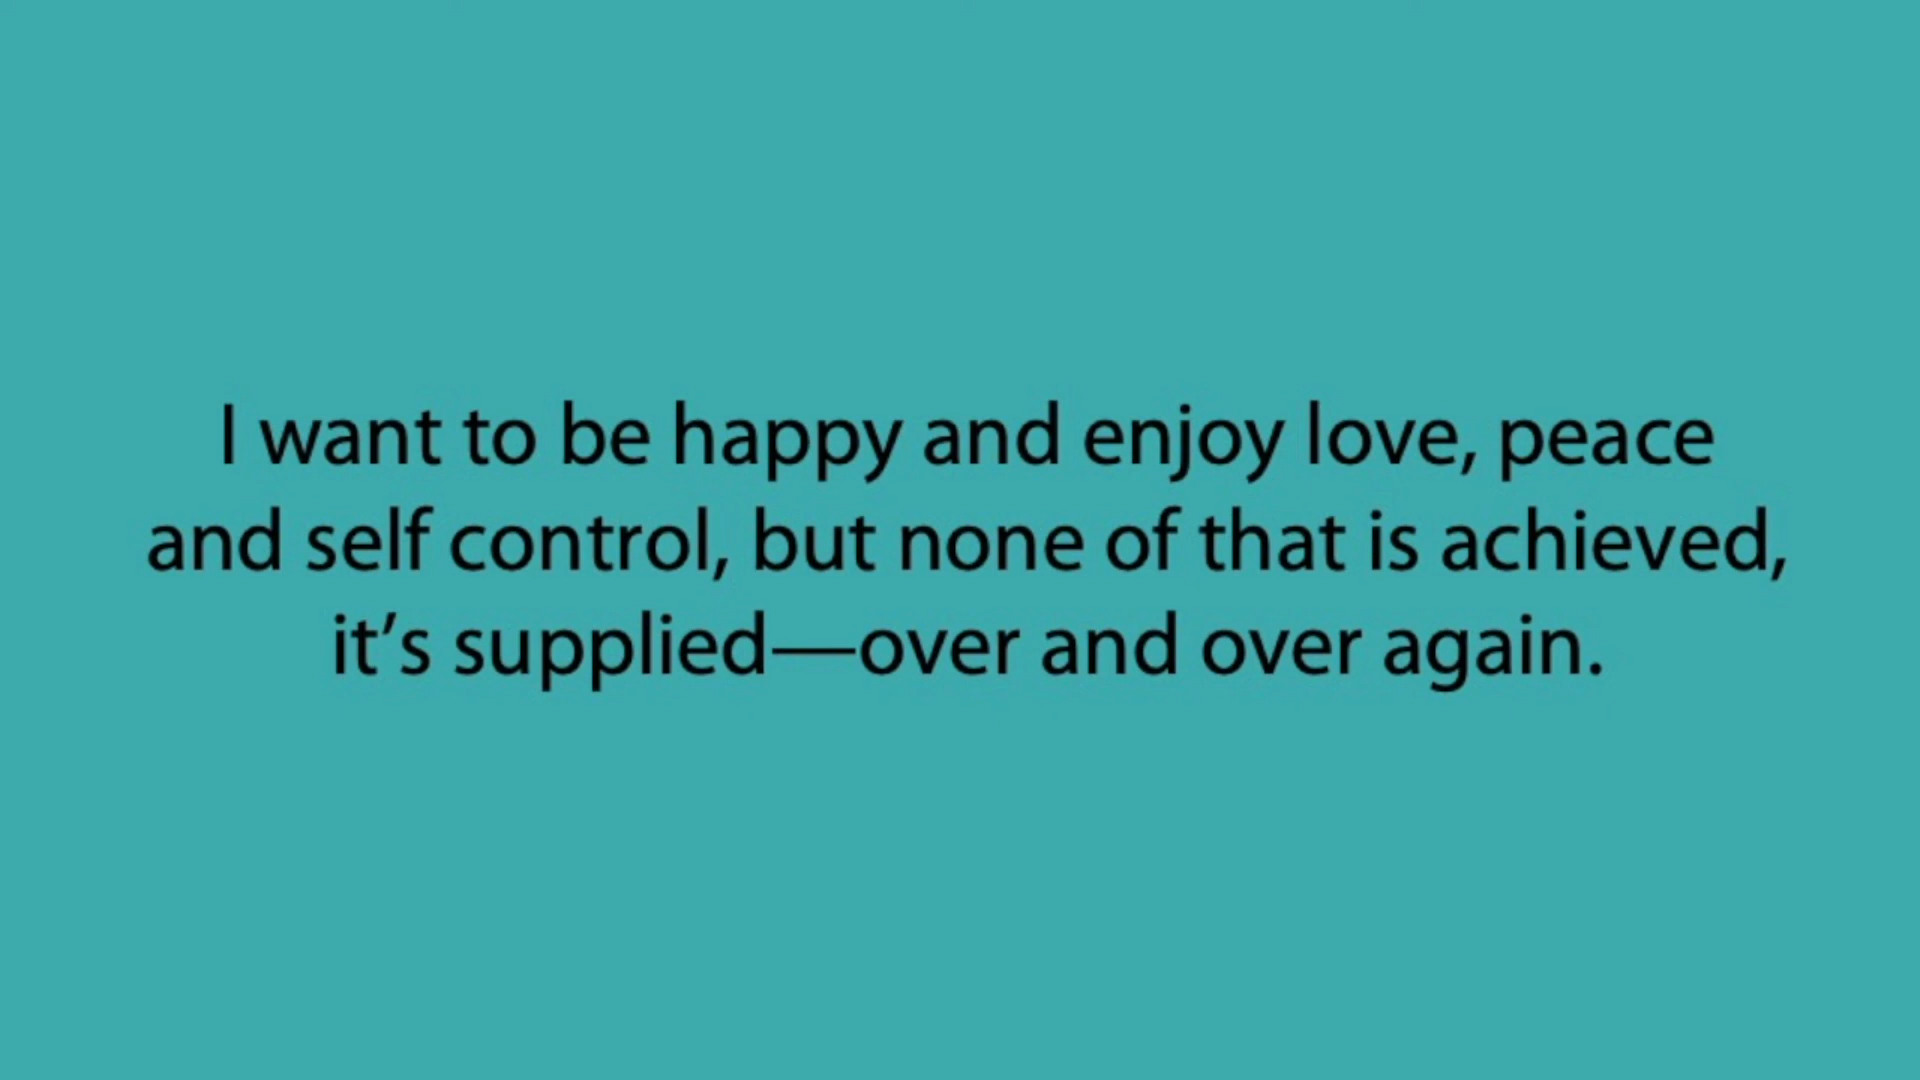 I want to be happy and enjoy love, peace
and self control, but none of that is achieved,
it’s supplied—over and over again.